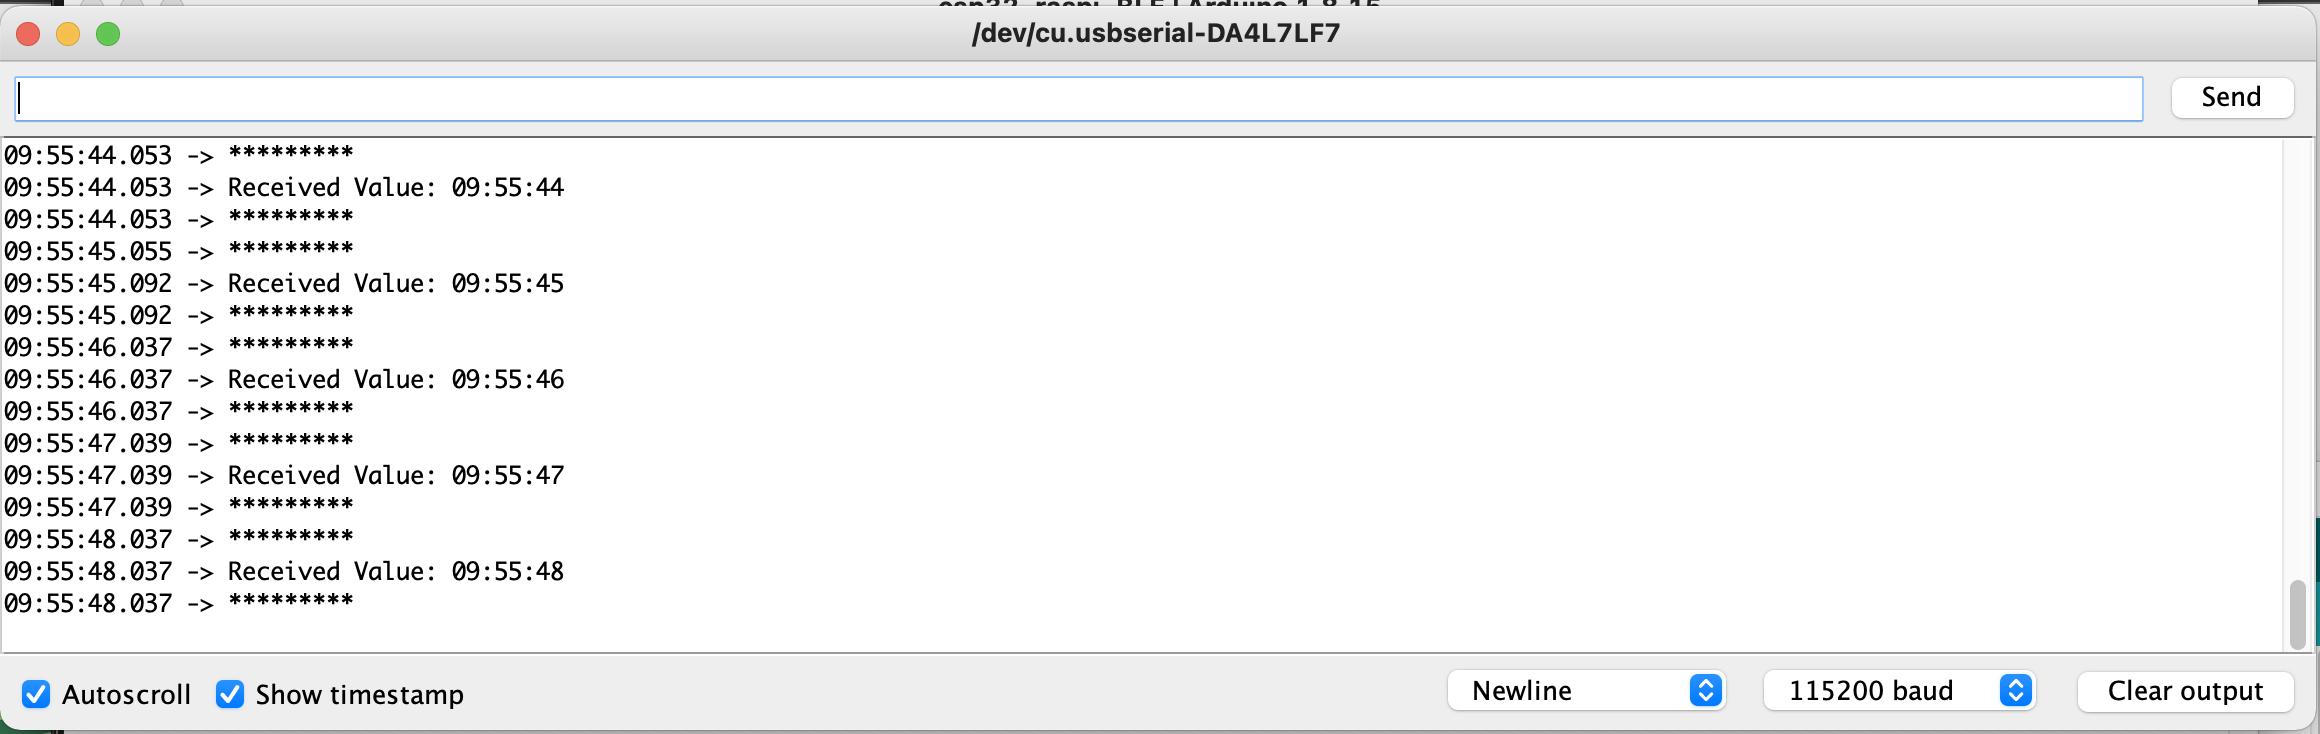 /dev/cu.usbserial-DA4L7LF7
Send
09:55:44.053 -> *********
09:55:44.053 -> Received Value: 09:55:44
09:55:44.053 -> *********
09:55:45.055 -> *********
09:55:45.092 -> Received Value: 09:55:45
09:55:45.092 -> *********
09:55:46.037 -> *********
09:55:46.037 -> Received Value: 09:55:46
09:55:46.037 -> *********
09:55:47.039 -> *********
09:55:47.039 -> Received Value: 09:55:47
09:55:47.039 -> *********
09:55:48.037 -> *********
09:55:48.037 -> Received Value: 09:55:48
09:55:48.037 -> *********
Autoscroll Show timestamp Newline 115200 baud Clear output